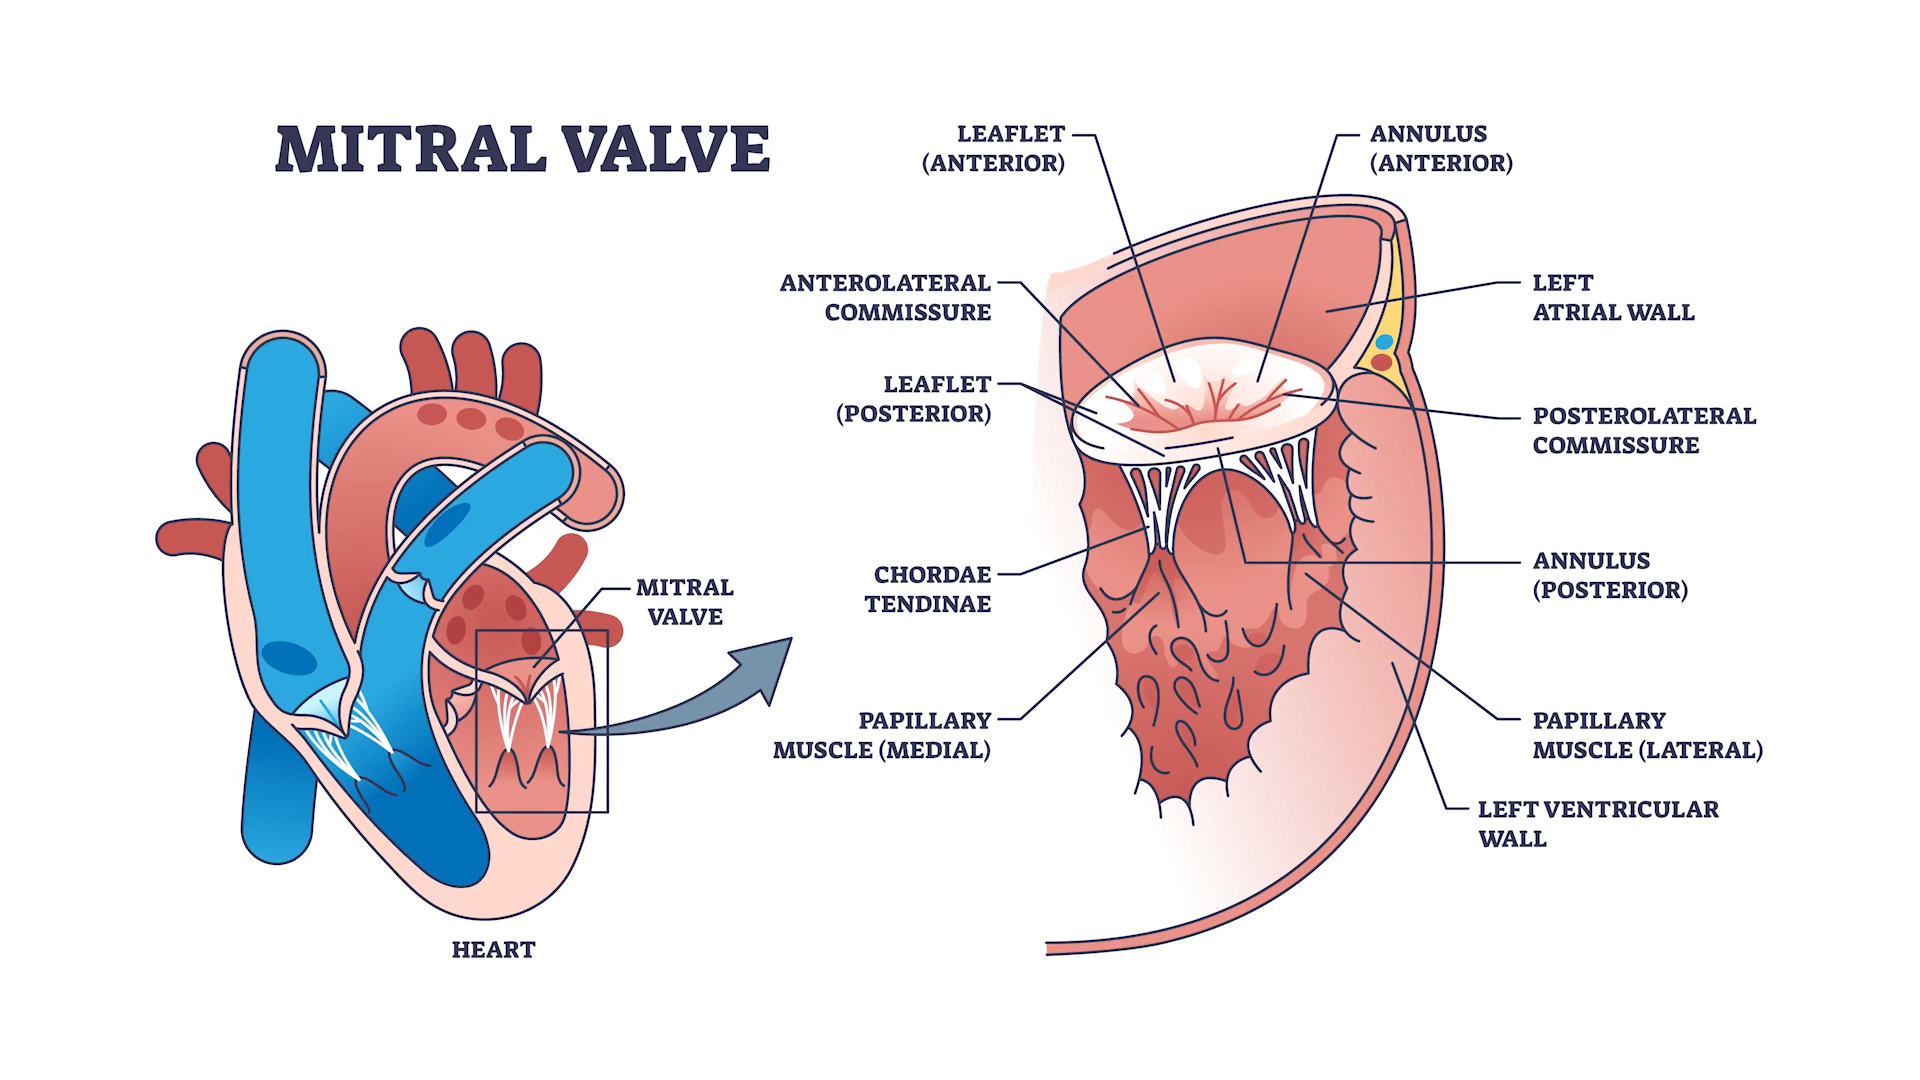 MITRAL VALVE
LEAFLET
(ANTERIOR)
ANNULUS
(ANTERIOR)
ANTEROLATERAL
COMMISSURE
LEFT
ATRIAL WALL
LEAFLET
(POSTERIOR)
POSTEROLATERAL
COMMISSURE
MITRAL
VALVE
CHORDAE
TENDINAE
ANNULUS
(POSTERIOR)
PAPILLARY
MUSCLE (MEDIAL)
PAPILLARY
MUSCLE (LATERAL)
LEFT VENTRICULAR
WALL
HEART